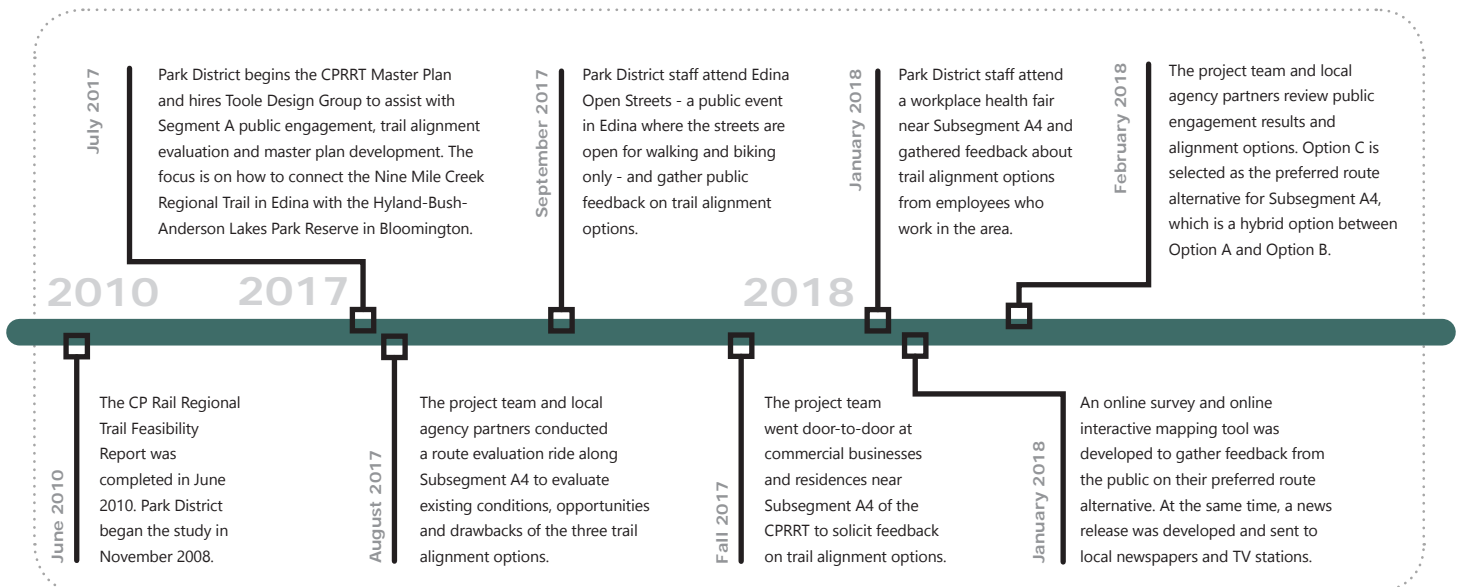 July 2017
Park District begins the CPRRT Master Plan
and hires Toole Design Group to assist with
Segment A public engagement, trail alignment
evaluation and master plan development. The
focus is on how to connect the Nine Mile Creek
Regional Trail in Edina with the Hyland-Bush-
Anderson Lakes Park Reserve in Bloomington.
September 2017
Park District staff attend Edina
Open Streets - a public event
in Edina where the streets are
open for walking and biking
only - and gather public
feedback on trail alignment
options.
January 2018
Park District staff attend
a workplace health fair
near Subsegment A4 and
gathered feedback about
trail alignment options
from employees who
work in the area.
February 2018
The project team and local
agency partners review public
engagement results and
alignment options. Option C is
selected as the preferred route
alternative for Subsegment A4,
which is a hybrid option between
Option A and Option B.
2010
2017
2018
June 2010
The CP Rail Regional
Trail Feasibility
Report was
completed in June
2010. Park District
began the study in
November 2008.
August 2017
The project team and local
agency partners conducted
a route evaluation ride along
Subsegment A4 to evaluate
existing conditions, opportunities
and drawbacks of the three trail
alignment options.
Fall 2017
The project team
went door-to-door at
commercial businesses
and residences near
Subsegment A4 of the
CPRRT to solicit feedback
on trail alignment options.
January 2018
An online survey and online
interactive mapping tool was
developed to gather feedback from
the public on their preferred route
alternative. At the same time, a news
release was developed and sent to
local newspapers and TV stations.